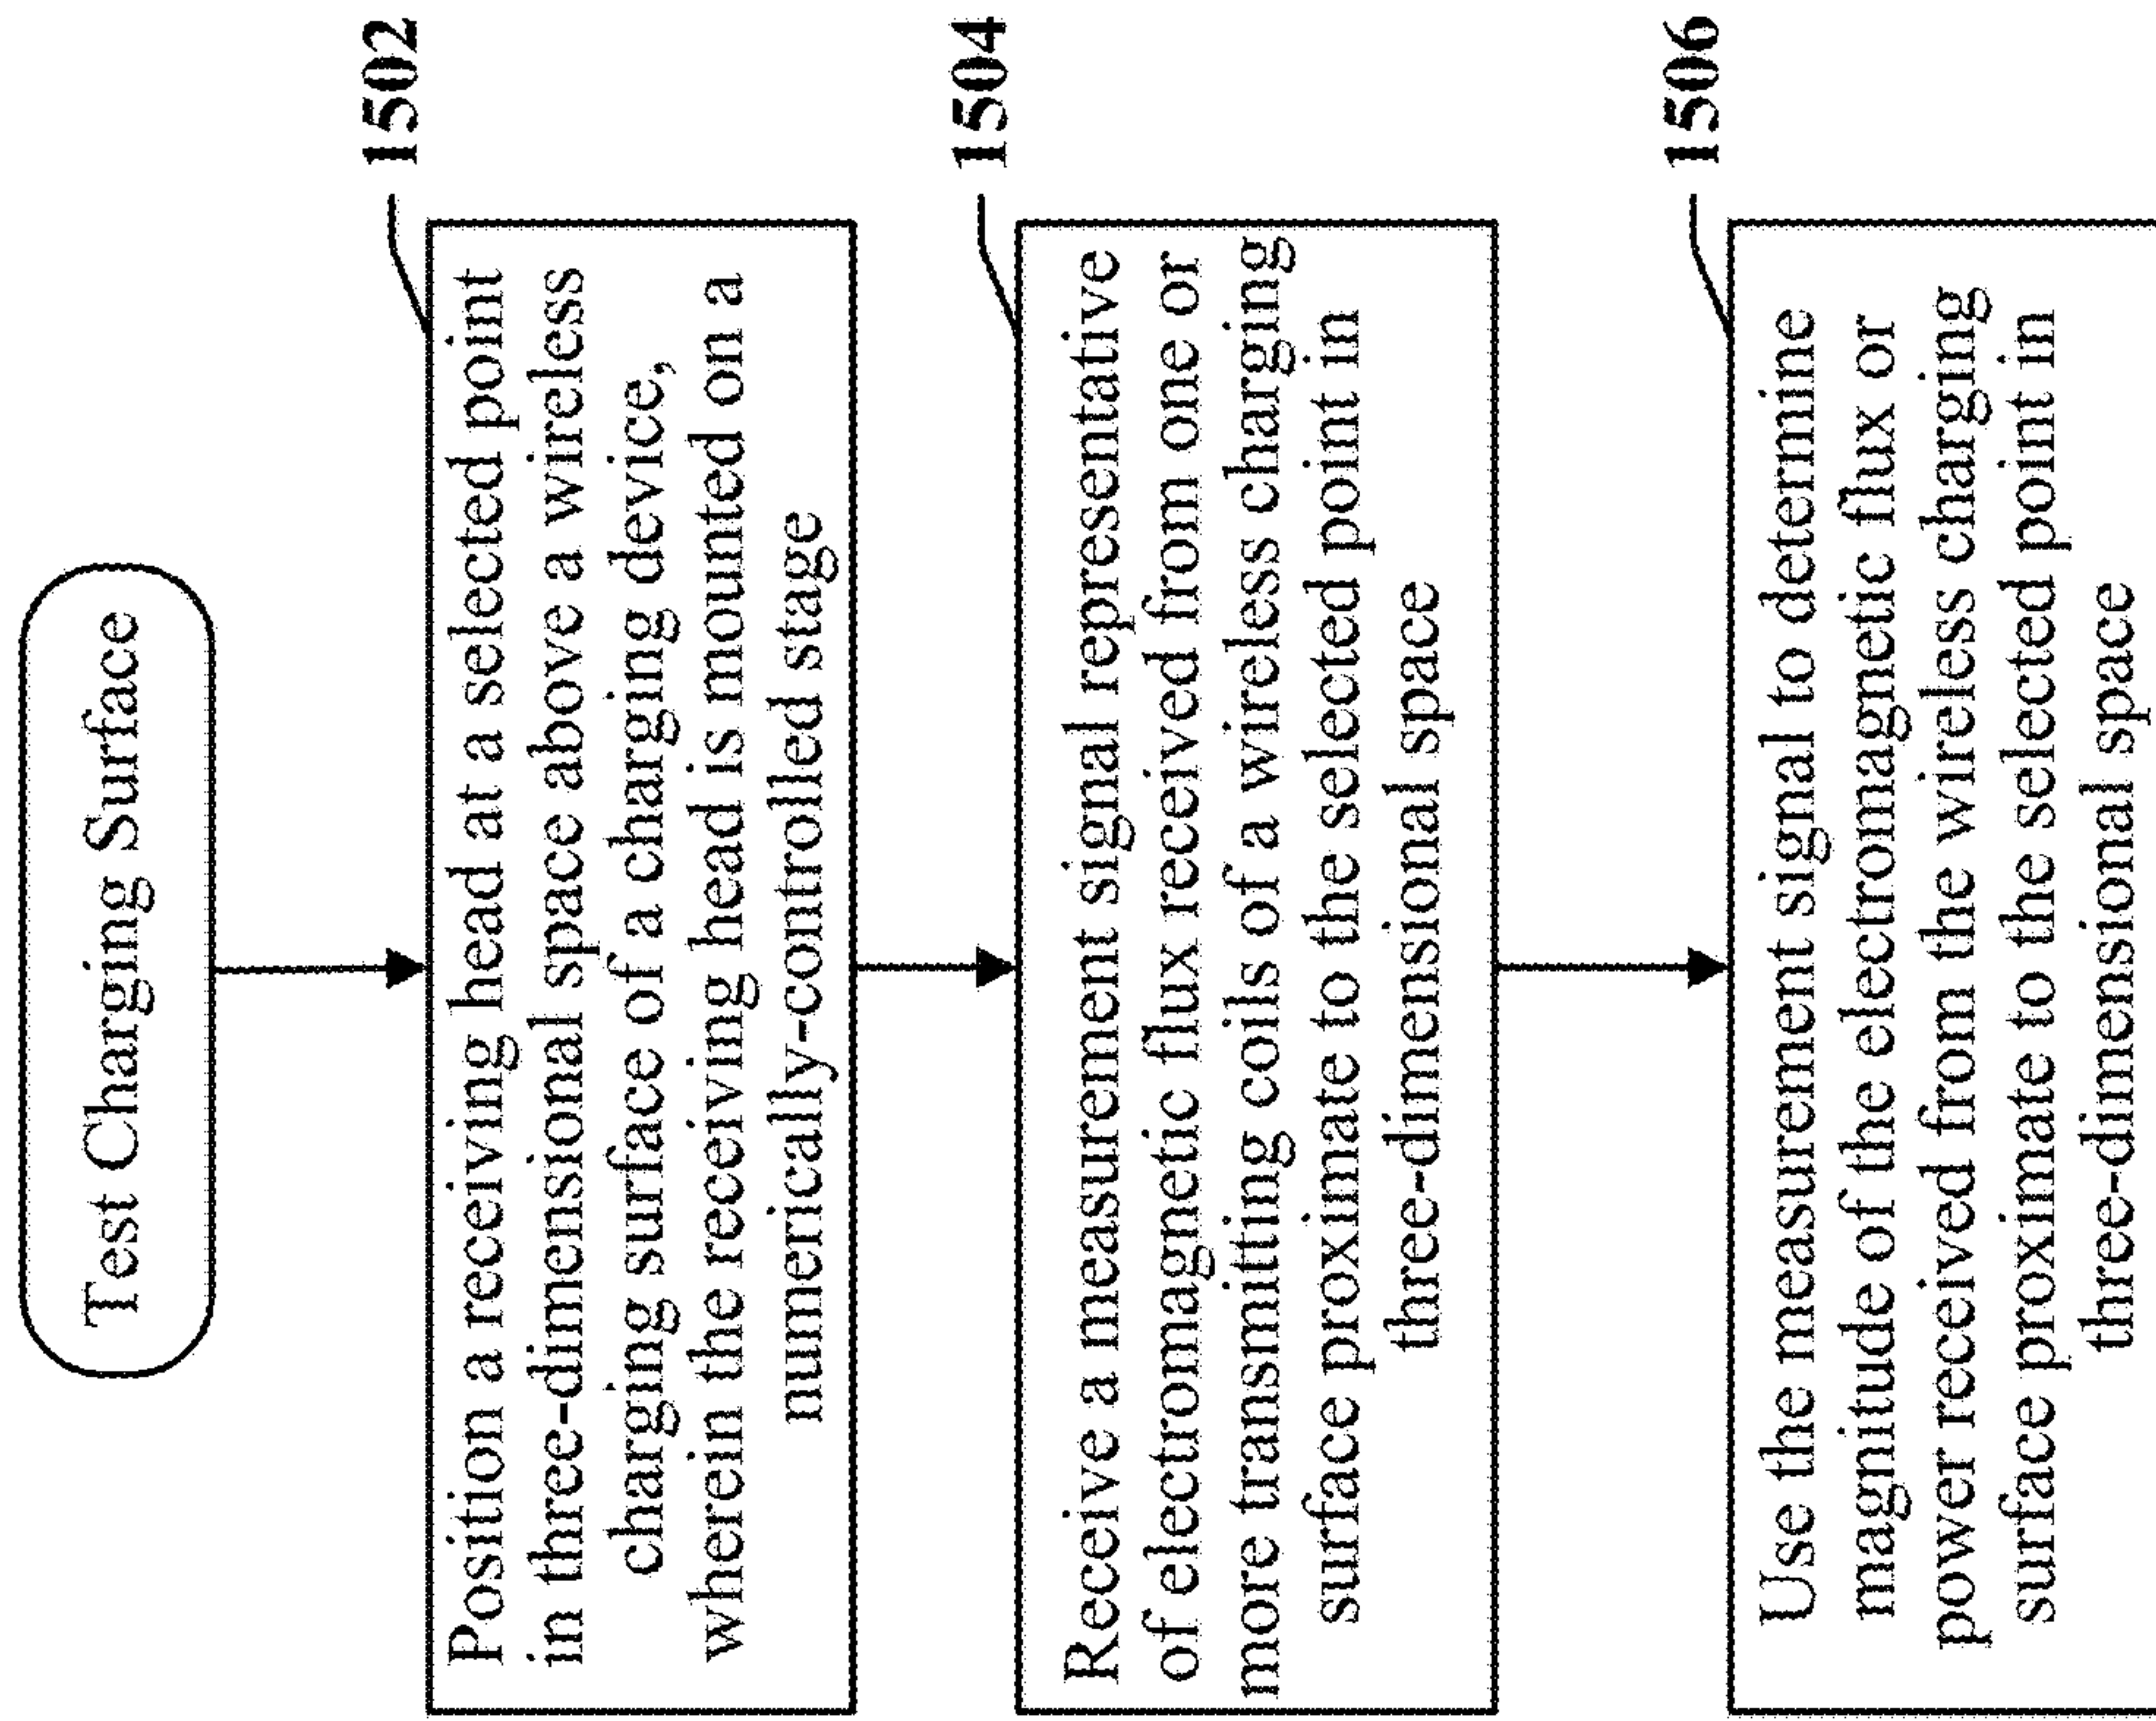 Test Charging Surface
1502
Position a receiving head at a selected point
in three-dimensional space above a wireless
charging surface of a charging device,
wherein the receiving head is mounted on a
numerically-controlled stage
1504
Receive a measurement signal representative
of electromagnetic flux received from one or
more transmitting coils of a wireless charging
surface proximate to the selected point in
three-dimensional space
1506
Use the measurement signal to determine
magnitude of the electromagnetic flux or
power received from the wireless charging
surface proximate to the selected point in
three-dimensional space